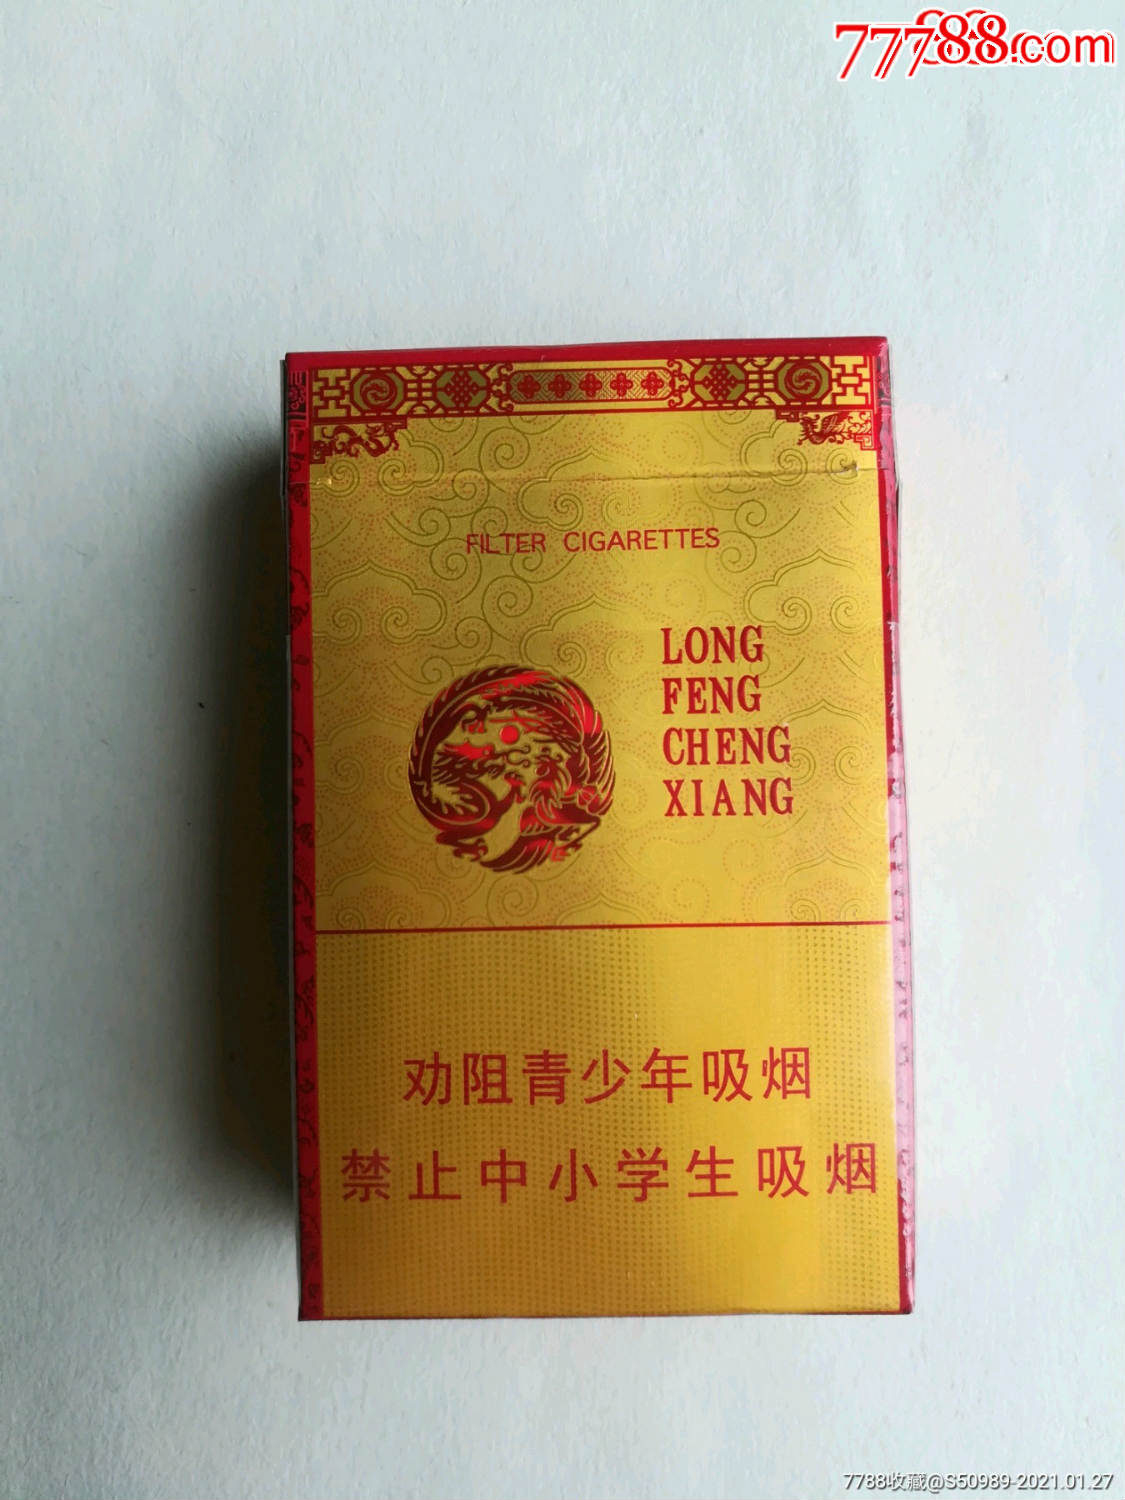 77788.com
FILTER CIGARETTES
LONG
FENG
CHENG
XIANG
劝阻青少年吸烟
禁止中小学生吸烟
7788收藏@S50989-2021.01.27